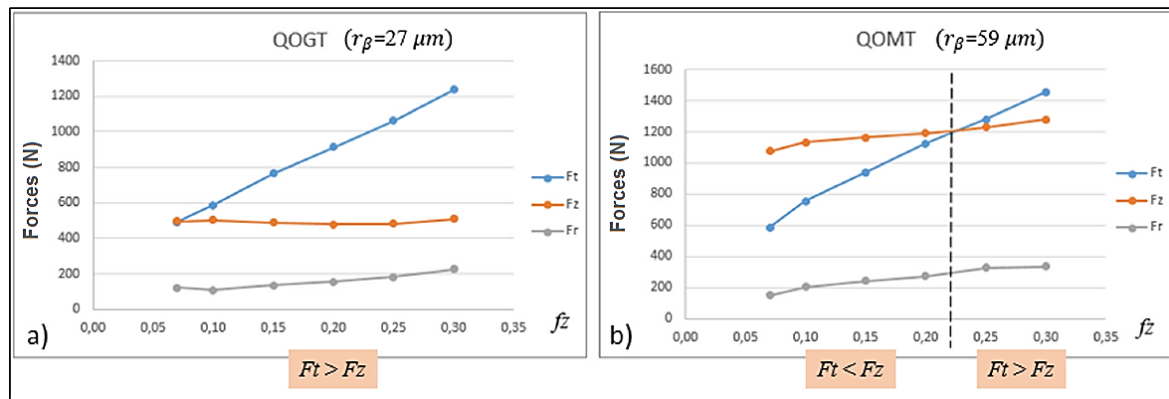 QOGT (rβ=27 μm)
1400
1200
1000
800
600
400
200
0
Forces (N)
0,00 0,05 0,10 0,15 0,20 0,25 0,30 0,35
fz
Ft
Fz
Fr
a)
Ft > Fz
QOMT (rβ=59 μm)
1600
1400
1200
1000
800
600
400
200
0
Forces (N)
0,00 0,05 0,10 0,15 0,20 0,25 0,30 0,35
fz
Ft
Fz
Fr
b)
Ft < Fz Ft > Fz